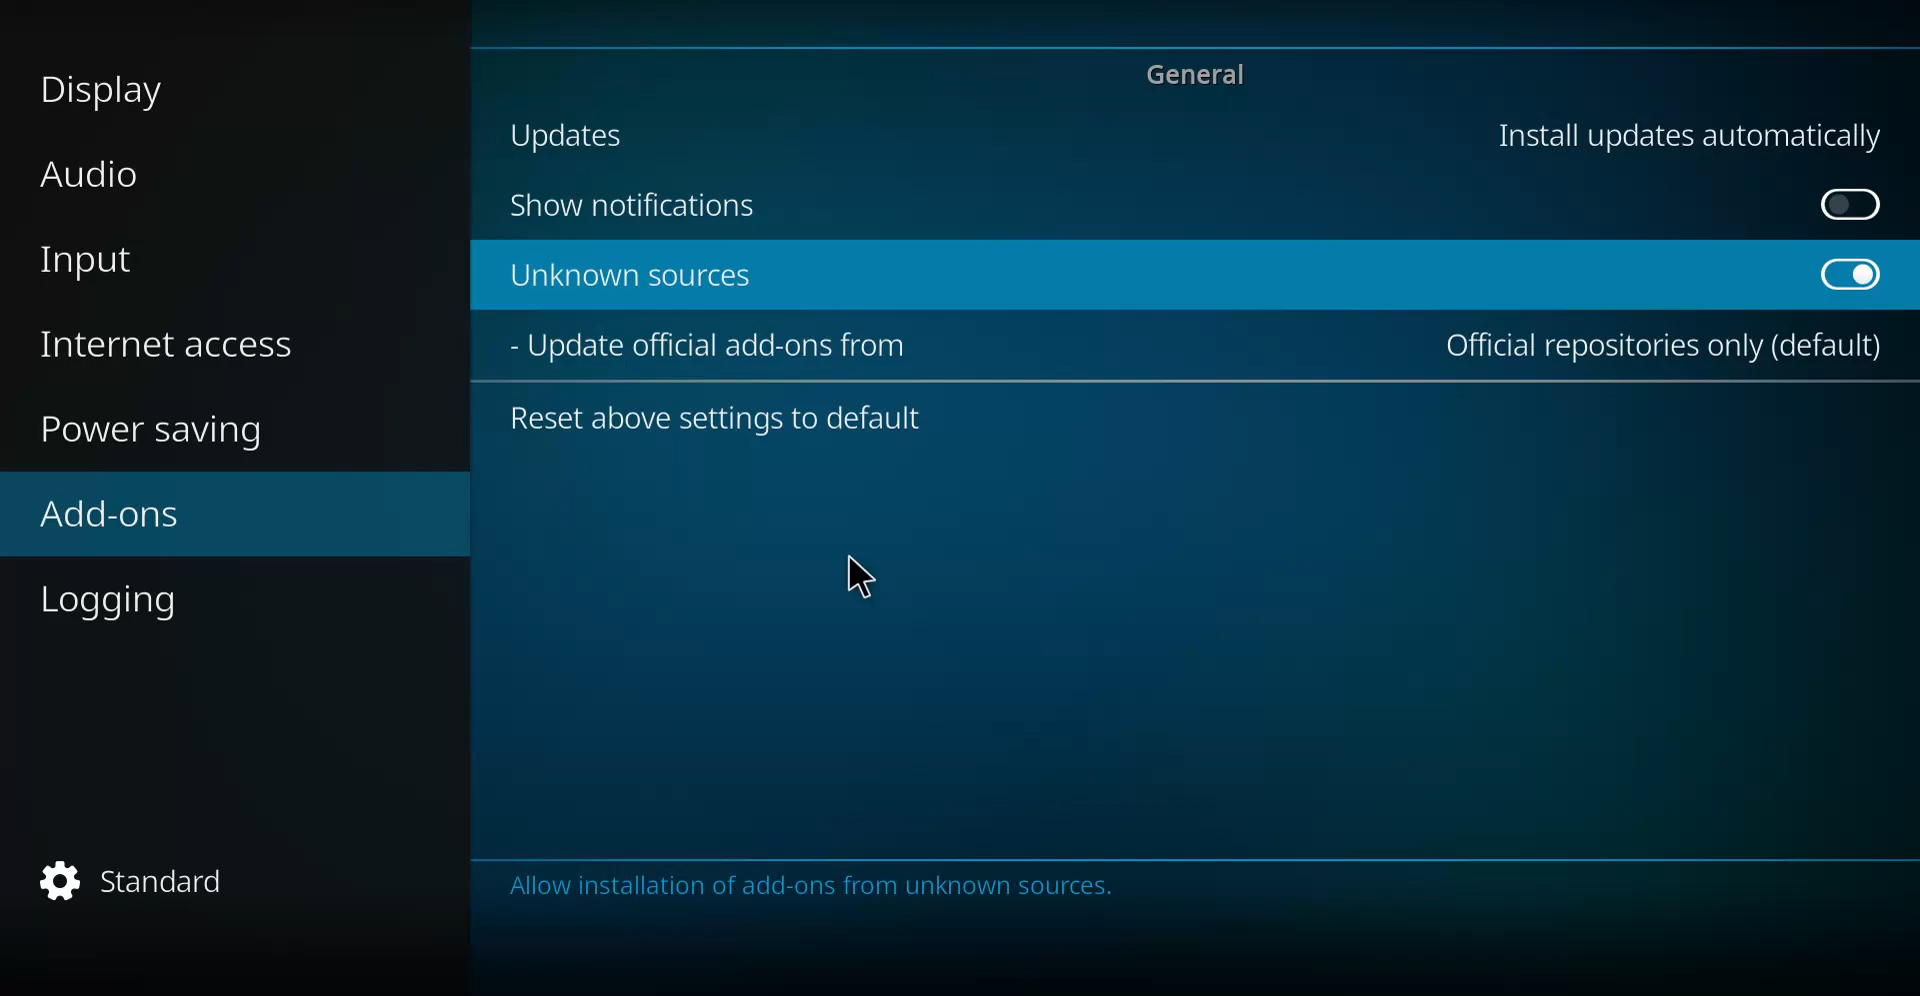 Display
Audio
Input
Internet access
Power saving
Add-ons
Logging
Standard
General
Updates Install updates automatically
Show notifications
Unknown sources
- Update official add-ons from Official repositories only (default)
Reset above settings to default
Allow installation of add-ons from unknown sources.